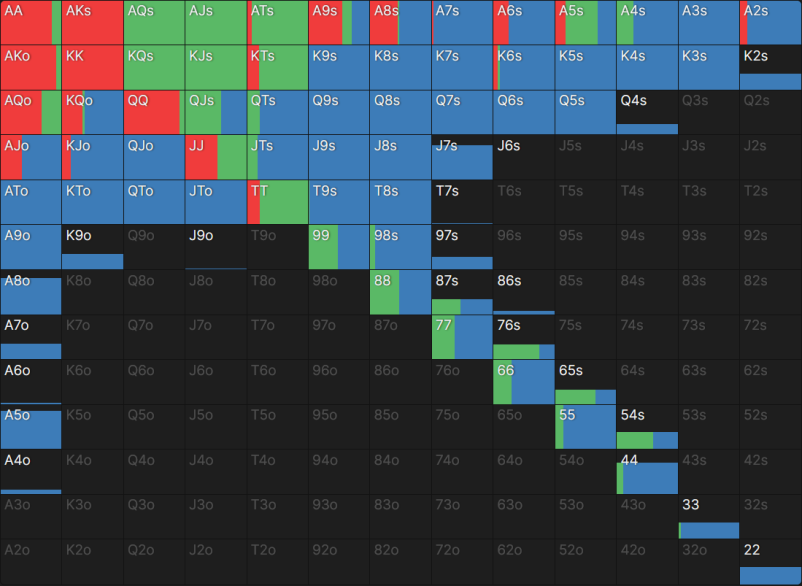 AA AKs AQs AJs ATs A9s A8s A7s A6s A5s A4s A3s A2s
AKo KK KQs KJs KTs K9s K8s K7s K6s K5s K4s K3s K2s
AQo KQo QQ QJs QTs Q9s Q8s Q7s Q6s Q5s Q4s Q3s Q2s
AJo KJo QJo JJ JTs J9s J8s J7s J6s J5s J4s J3s J2s
ATo KTo QTo JTo TT T9s T8s T7s T6s T5s T4s T3s T2s
A9o K9o Q9o J9o T9o 99 98s 97s 96s 95s 94s 93s 92s
A8o K8o Q8o J8o T8o 98o 88 87s 86s 85s 84s 83s 82s
A7o K7o Q7o J7o T7o 97o 87o 77 76s 75s 74s 73s 72s
A6o K6o Q6o J6o T6o 96o 86o 76o 66 65s 64s 63s 62s
A5o K5o Q5o J5o T5o 95o 85o 75o 65o 55 54s 53s 52s
A4o K4o Q4o J4o T4o 94o 84o 74o 64o 54o 44 43s 42s
A3o K3o Q3o J3o T3o 93o 83o 73o 63o 53o 43o 33 32s
A2o K2o Q2o J2o T2o 92o 82o 72o 62o 52o 42o 32o 22